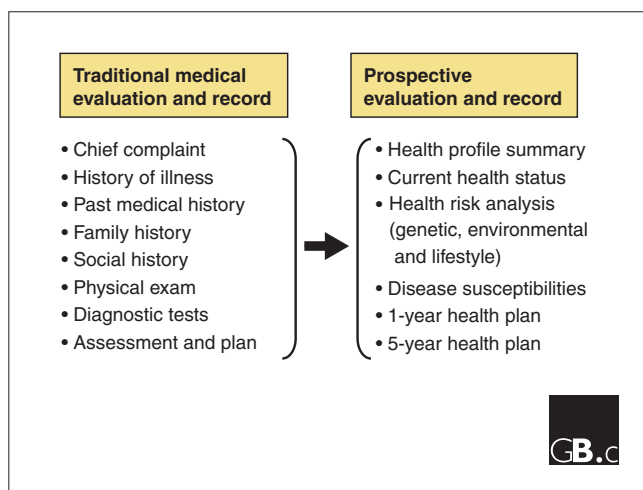 Traditional medical
evaluation and record
• Chief complaint
• History of illness
• Past medical history
• Family history
• Social history
• Physical exam
• Diagnostic tests
• Assessment and plan
Prospective
evaluation and record
• Health profile summary
• Current health status
• Health risk analysis
(genetic, environmental
and lifestyle)
• Disease susceptibilities
• 1-year health plan
• 5-year health plan
GB.c